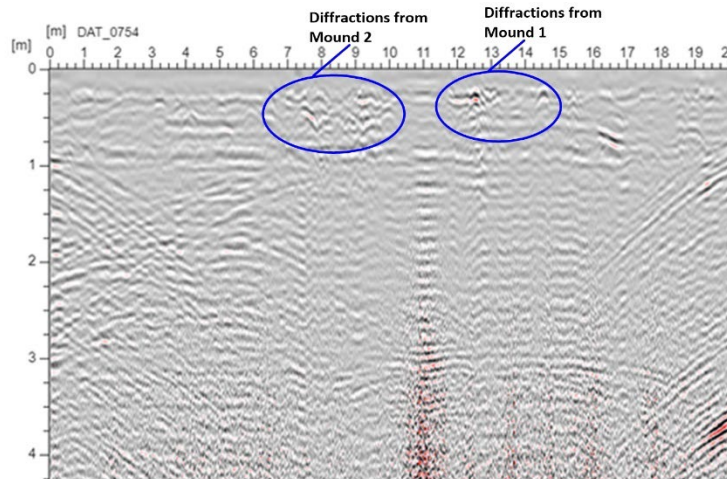 Diffractions from
Mound 2
Diffractions from
Mound 1
[m] DAT_0754
[m]
0 1 2 3 4 5 6 7 8 9 10 11 12 13 14 15 16 17 18 19 2
0
1
2
3
4